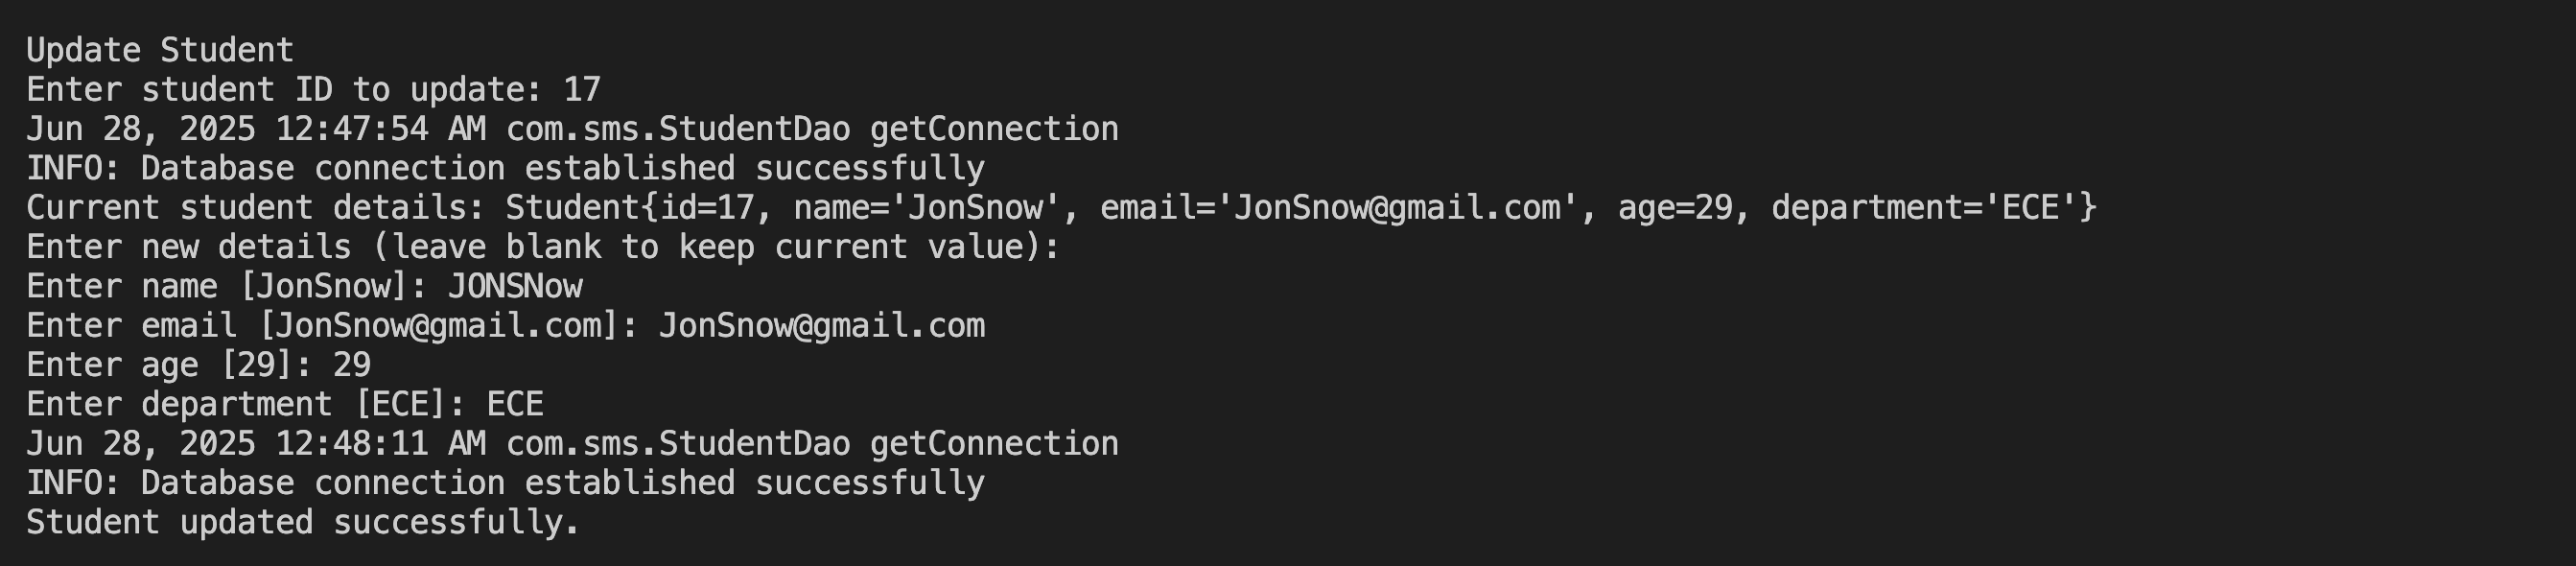 Update Student
Enter student ID to update: 17
Jun 28, 2025 12:47:54 AM com.sms.StudentDao getConnection
INFO: Database connection established successfully
Current student details: Student{id=17, name='JonSnow', email='JonSnow@gmail.com', age=29, department='ECE'}
Enter new details (leave blank to keep current value):
Enter name [JonSnow]: JONSNow
Enter email [JonSnow@gmail.com]: JonSnow@gmail.com
Enter age [29]: 29
Enter department [ECE]: ECE
Jun 28, 2025 12:48:11 AM com.sms.StudentDao getConnection
INFO: Database connection established successfully
Student updated successfully.